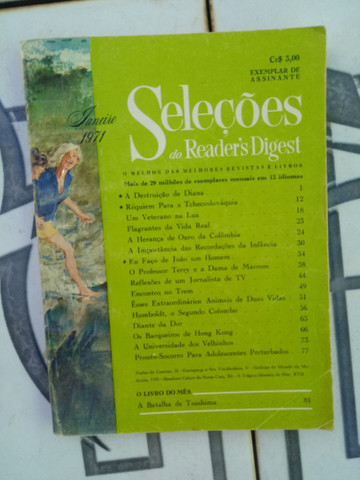 Cr$ 3,00
EXEMPLAR DE
ASSINANTE
Janeiro
1971
Seleções
do Reader's Digest
O MELHOR DAS MELHORES REVISTAS E LIVROS
Mais de 29 milhões de exemplares mensais em 13 idiomas
★ A Destruição de Diana 1
★ Réquiem Para a Tchecoslováquia 12
Um Veterano na Lua 18
Flagrantes da Vida Real 23
A Herança de Ouro da Colômbia 24
A Importância das Recordações da Infância 30
★ Eu Faço de João um Homem 34
O Professor Terry e a Dama de Marrom 38
Reflexões de um Jornalista de TV 44
Encontro no Trem 49
Esses Extraordinários Animais de Duas Vidas 51
Humboldt, o Segundo Colombo 56
Diante da Dor 63
Os Barqueiros de Hong Kong 66
A Universidade dos Velhinhos 73
Pronto-Socorro Para Adolescentes Perturbados 77
O LIVRO DO MÊS
A Batalha de Tsushima 81